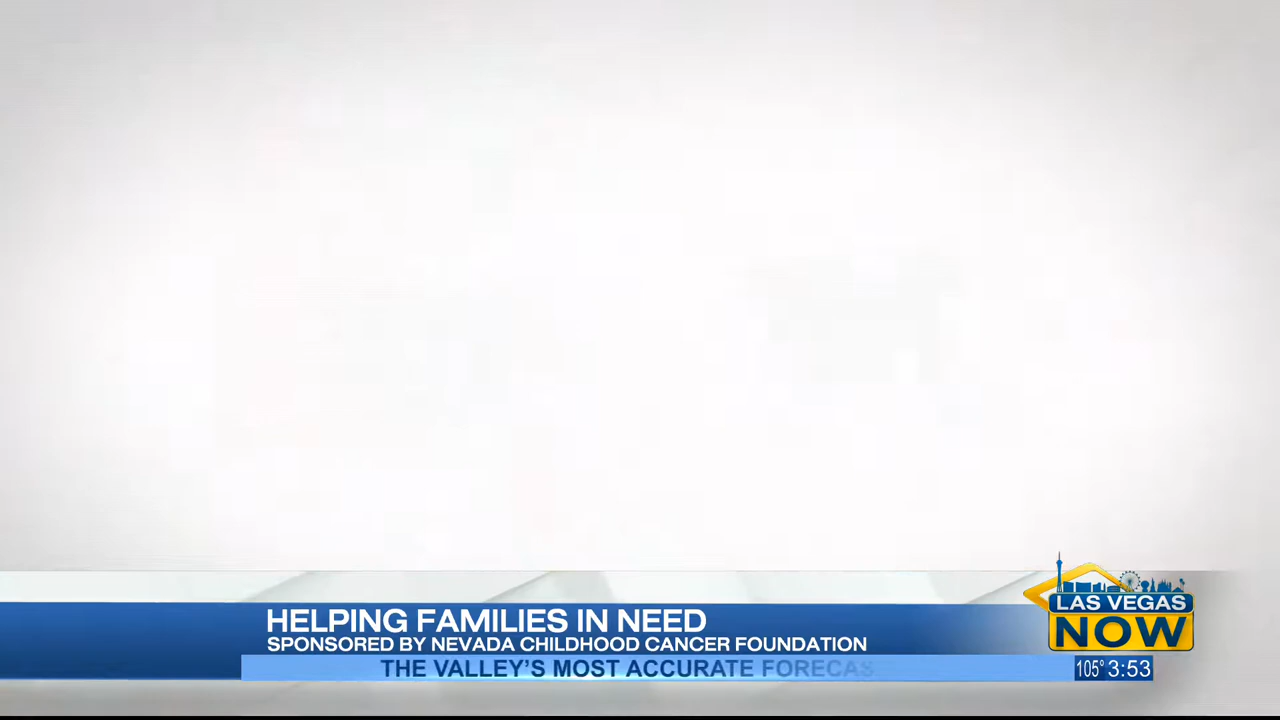 HELPING FAMILIES IN NEED
SPONSORED BY NEVADA CHILDHOOD CANCER FOUNDATION
THE VALLEY'S MOST ACCURATE
LAS VEGAS
NOW
105° 3:53